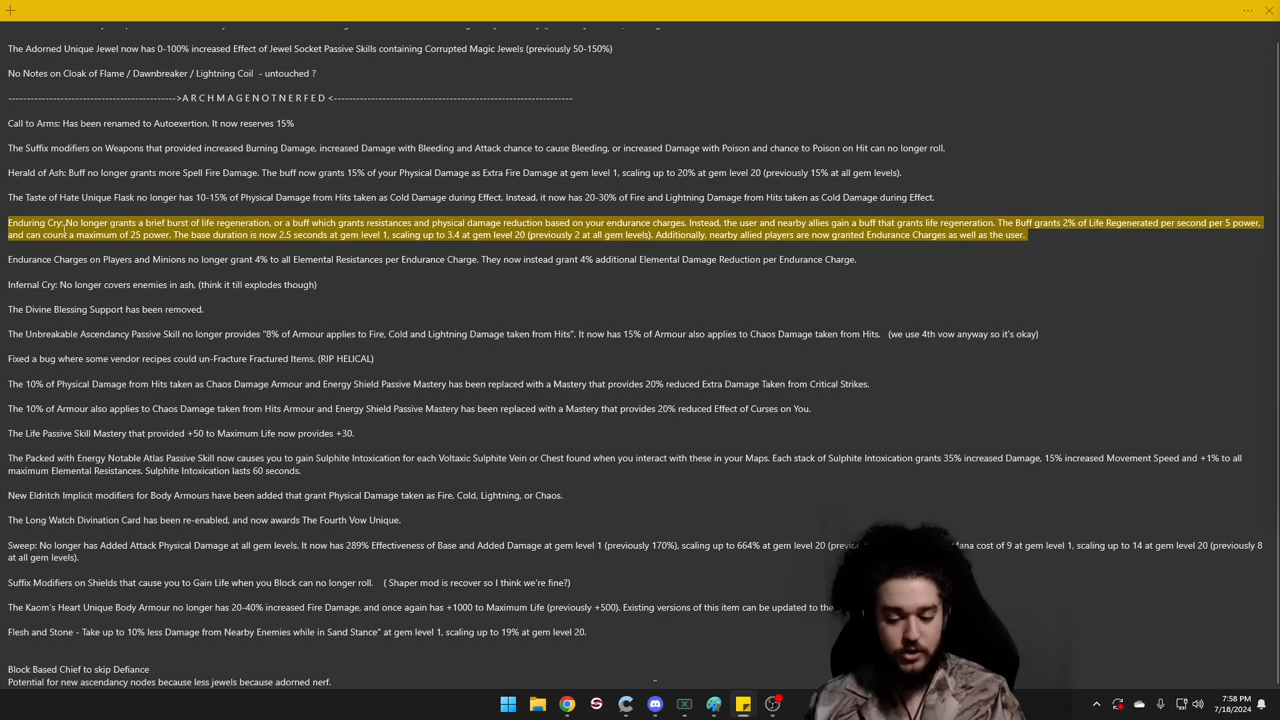 The Adorned Unique Jewel now has 0-100% increased Effect of Jewel Socket Passive Skills containing Corrupted Magic Jewels (previously 50-150%)
No Notes on Cloak of Flame / Dawnbreaker / Lightning Coil - untouched ?
--------------------------------------------->A R C H M A G E N O T N E R F E D <----------------------------------------------------------------
Call to Arms: Has been renamed to Autoexertion. It now reserves 15%
The Suffix modifiers on Weapons that provided increased Burning Damage, increased Damage with Bleeding and Attack chance to cause Bleeding, or increased Damage with Poison and chance to Poison on Hit can no longer roll.
Herald of Ash: Buff no longer grants more Spell Fire Damage. The buff now grants 15% of your Physical Damage as Extra Fire Damage at gem level 1, scaling up to 20% at gem level 20 (previously 15% at all gem levels).
The Taste of Hate Unique Flask no longer has 10-15% of Physical Damage from Hits taken as Cold Damage during Effect. Instead, it now has 20-30% of Fire and Lightning Damage from Hits taken as Cold Damage during Effect.
Enduring Cry: No longer grants a brief burst of life regeneration, or a buff which grants resistances and physical damage reduction based on your endurance charges. Instead, the user and nearby allies gain a buff that grants life regeneration. The Buff grants 2% of Life Regenerated per second per 5 power,
and can count a maximum of 25 power. The base duration is now 2.5 seconds at gem level 1, scaling up to 3.4 at gem level 20 (previously 2 at all gem levels). Additionally, nearby allied players are now granted Endurance Charges as well as the user.
Endurance Charges on Players and Minions no longer grant 4% to all Elemental Resistances per Endurance Charge. They now instead grant 4% additional Elemental Damage Reduction per Endurance Charge.
Infernal Cry: No longer covers enemies in ash, (think it till explodes though)
The Divine Blessing Support has been removed.
The Unbreakable Ascendancy Passive Skill no longer provides "8% of Armour applies to Fire, Cold and Lightning Damage taken from Hits". It now has 15% of Armour also applies to Chaos Damage taken from Hits. (we use 4th vow anyway so it's okay)
Fixed a bug where some vendor recipes could un-Fracture Fractured Items. (RIP HELICAL)
The 10% of Physical Damage from Hits taken as Chaos Damage Armour and Energy Shield Passive Mastery has been replaced with a Mastery that provides 20% reduced Extra Damage Taken from Critical Strikes.
The 10% of Armour also applies to Chaos Damage taken from Hits Armour and Energy Shield Passive Mastery has been replaced with a Mastery that provides 20% reduced Effect of Curses on You.
The Life Passive Skill Mastery that provided +50 to Maximum Life now provides +30.
The Packed with Energy Notable Atlas Passive Skill now causes you to gain Sulphite Intoxication for each Voltaxic Sulphite Vein or Chest found when you interact with these in your Maps. Each stack of Sulphite Intoxication grants 35% increased Damage, 15% increased Movement Speed and +1% to all
maximum Elemental Resistances. Sulphite Intoxication lasts 60 seconds.
New Eldritch Implicit modifiers for Body Armours have been added that grant Physical Damage taken as Fire, Cold, Lightning, or Chaos.
The Long Watch Divination Card has been re-enabled, and now awards The Fourth Vow Unique.
Sweep: No longer has Added Attack Physical Damage at all gem levels. It now has 289% Effectiveness of Base and Added Damage at gem level 1 (previously 170%), scaling up to 664% at gem level 20 cost of 9 at gem level 1, scaling up to 14 at gem level 20 (previously 8
at all gem levels).
Suffix Modifiers on Shields that cause you to Gain Life when you Block can no longer roll. ( Shaper mod is recover so I think we're fine?)
The Kaom's Heart Unique Body Armour no longer has 20-40% increased Fire Damage, and once again has +1000 to Maximum Life (previously +500). Existing versions of this item can be updated to the
Flesh and Stone - Take up to 10% less Damage from Nearby Enemies while in Sand Stance" at gem level 1, scaling up to 19% at gem level 20.
Block Based Chief to skip Defiance
Potential for new ascendancy nodes because less jewels because adorned nerf.
7:58 PM
7/18/2024